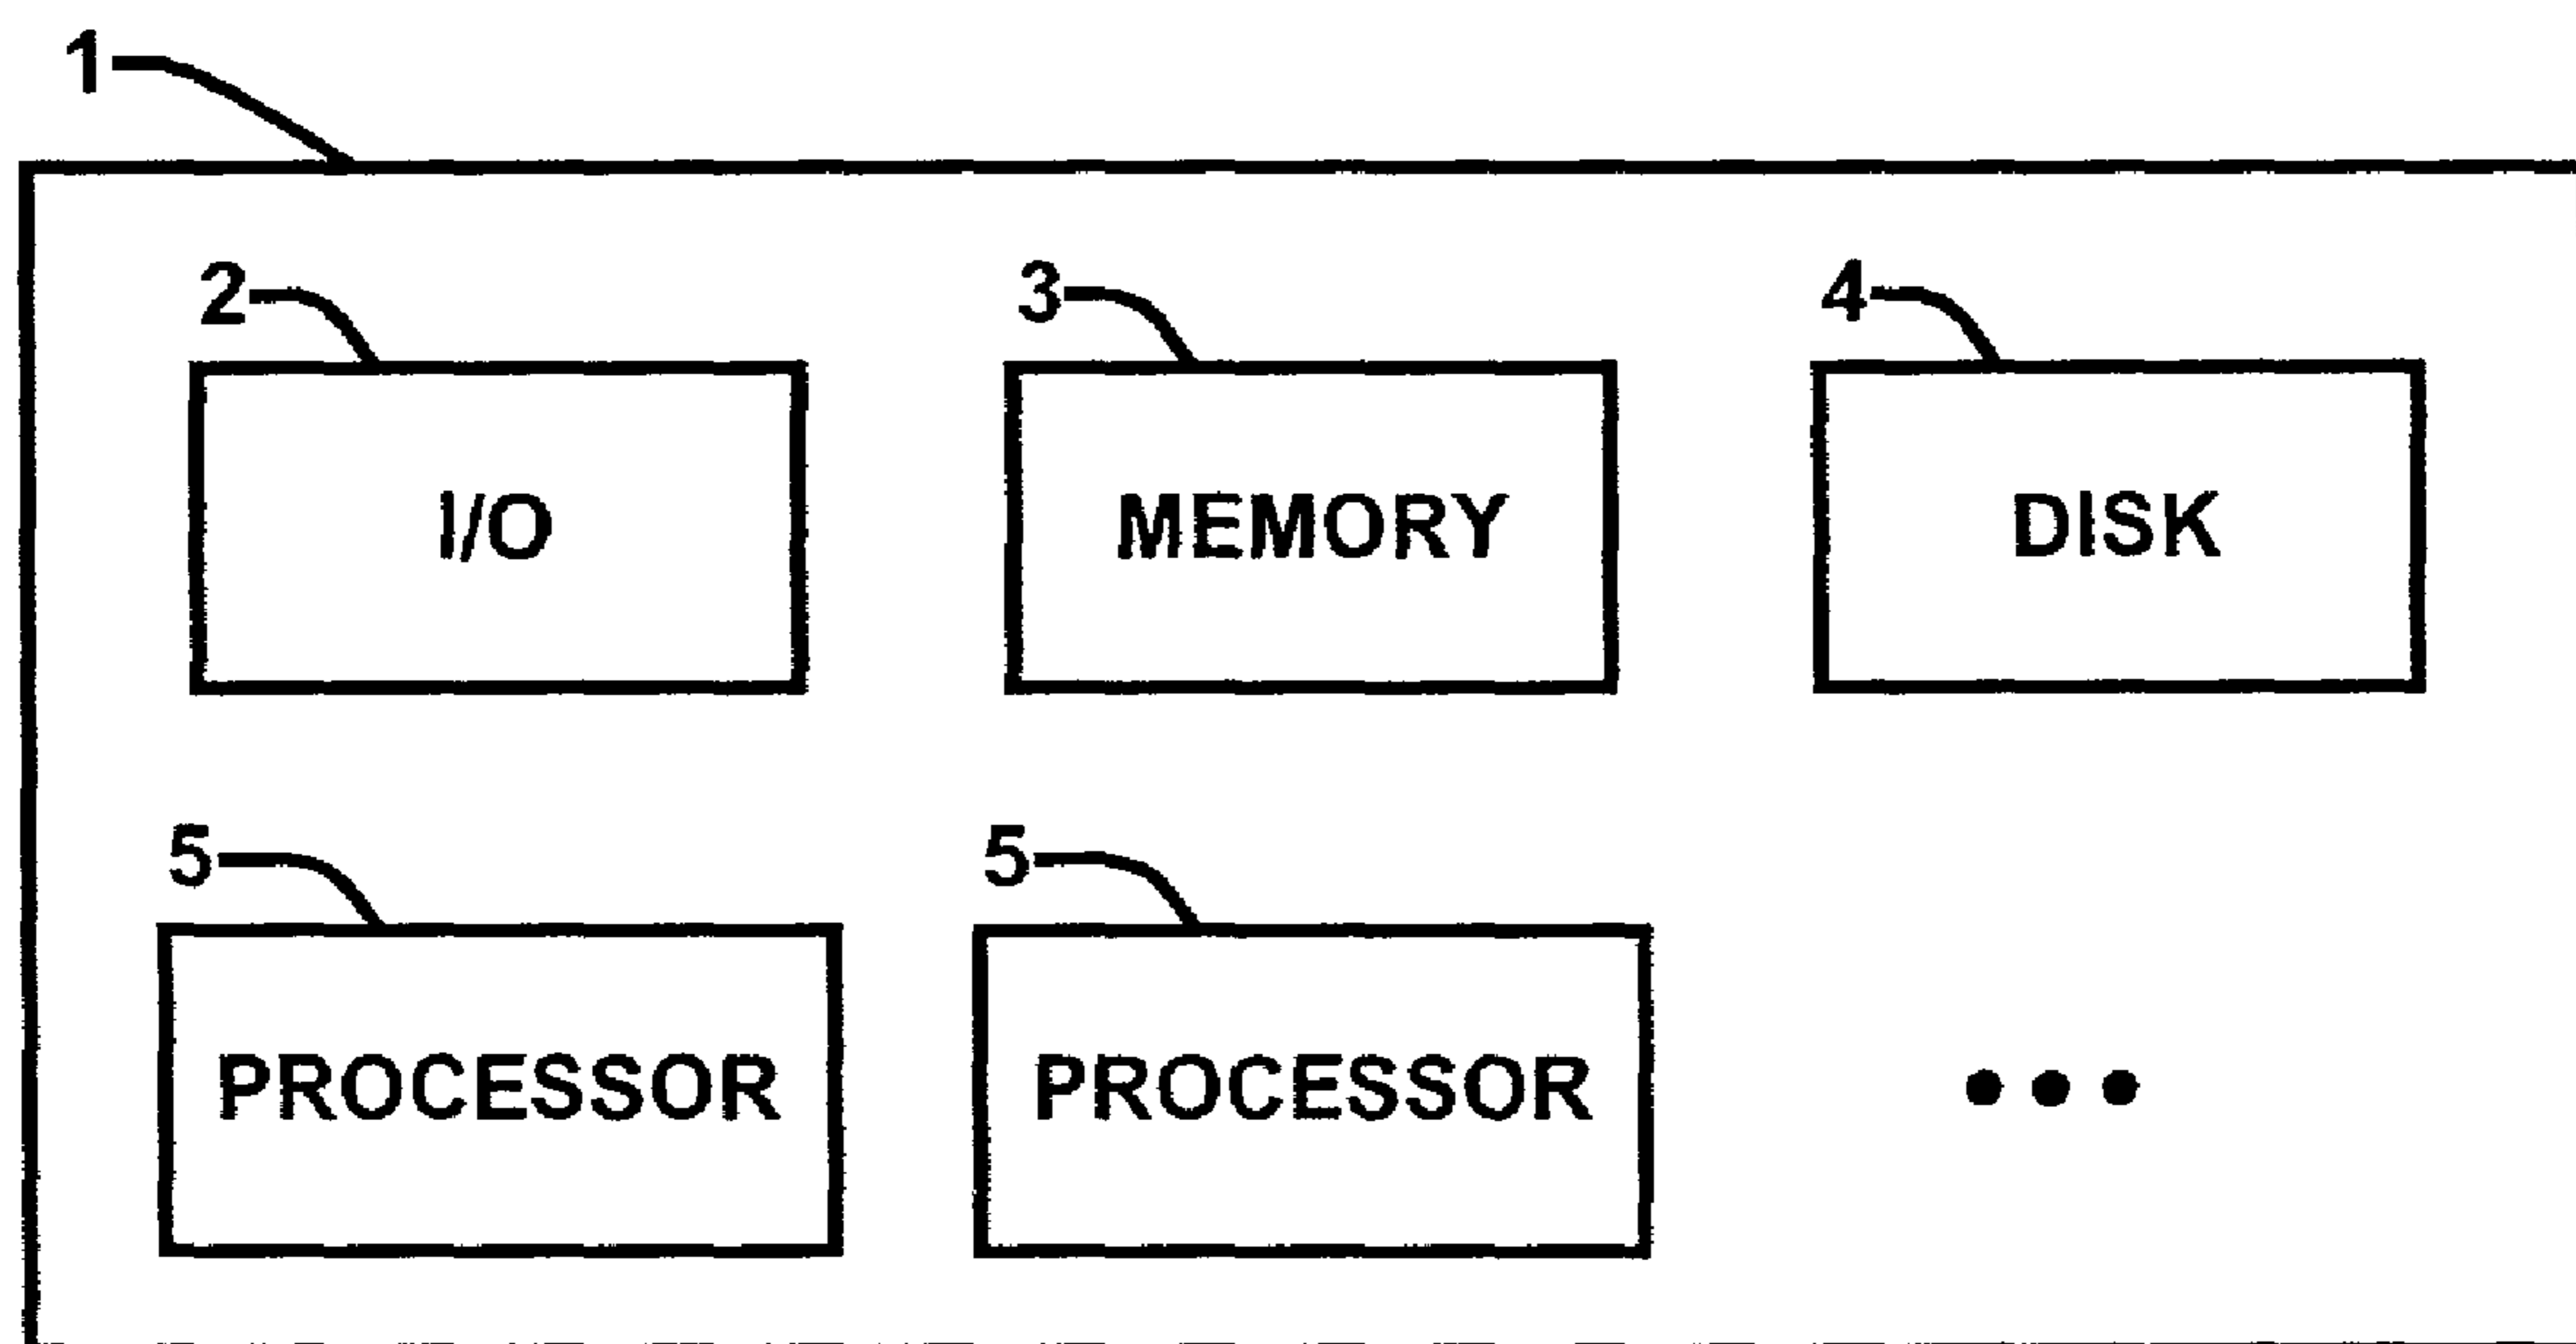 1
2 3 4
I/O MEMORY DISK
5 5
PROCESSOR PROCESSOR •••